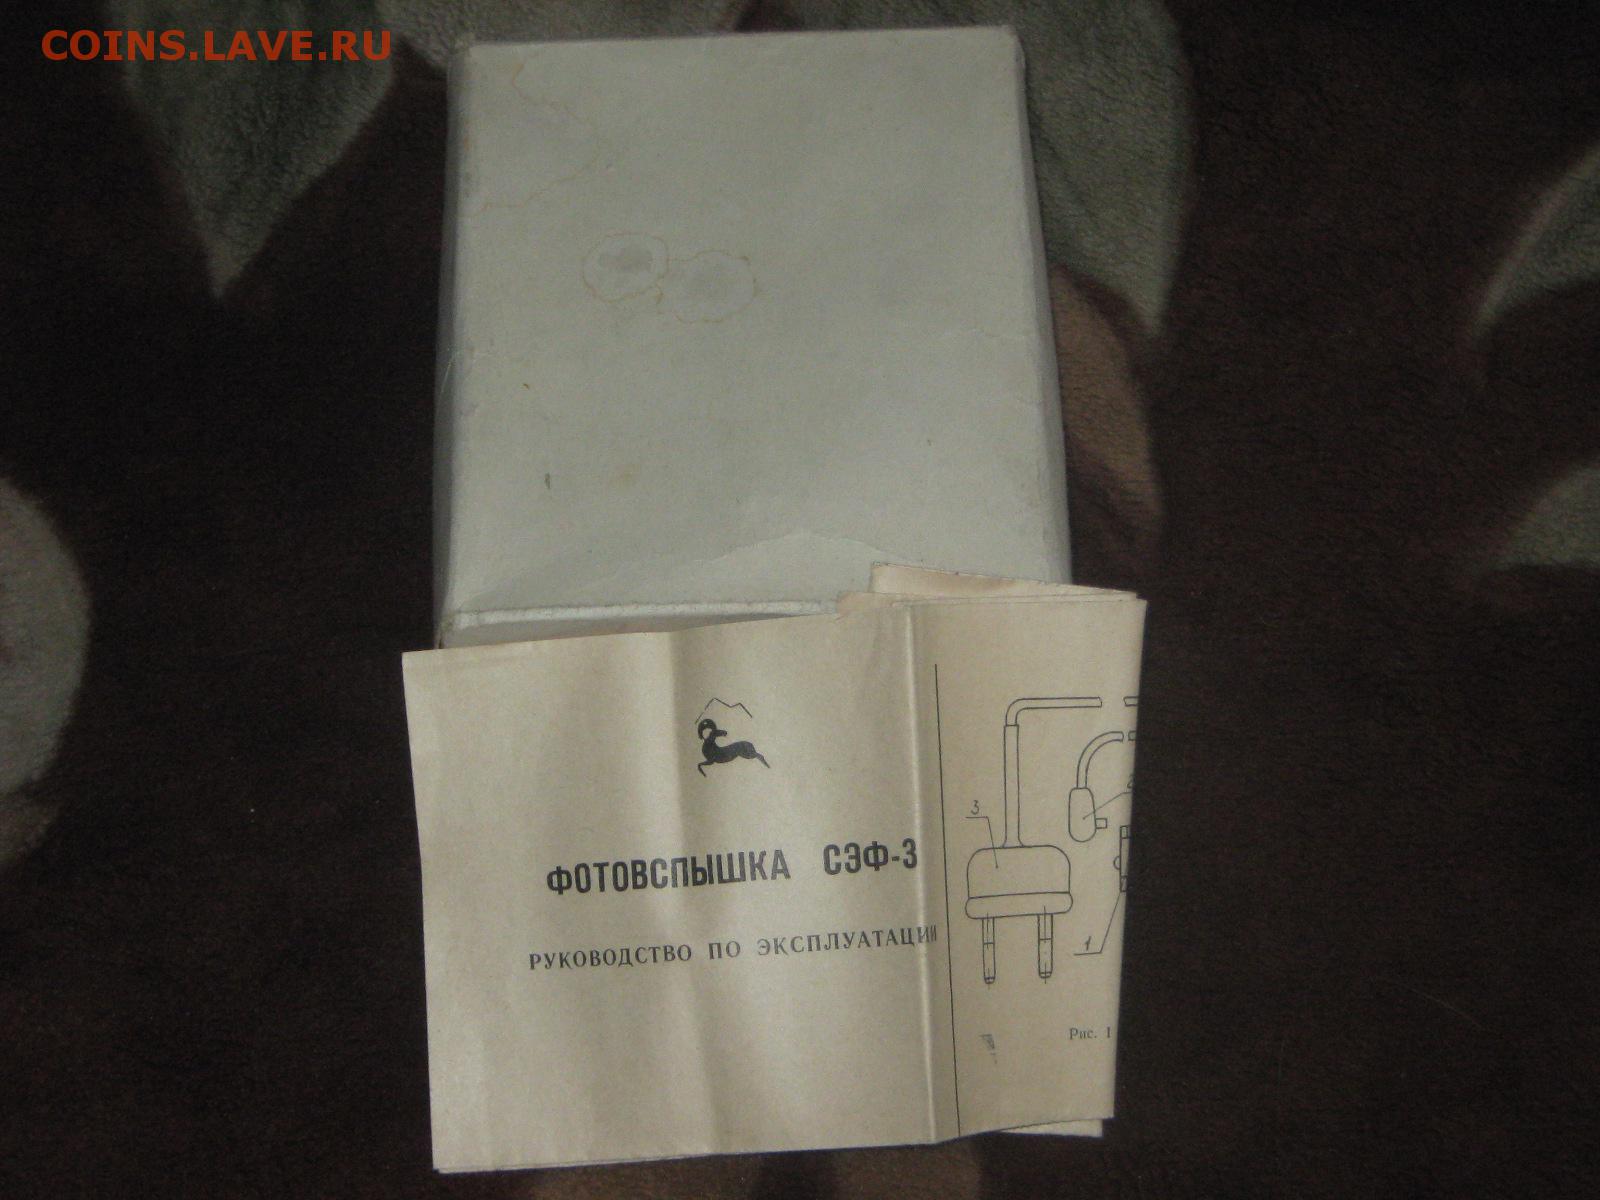 COINS.LAVE.RU
ФОТОВСПЫШКА СЭФ-3
РУКОВОДСТВО ПО ЭКСПЛУАТАЦИИ
3
1
Рис. 1